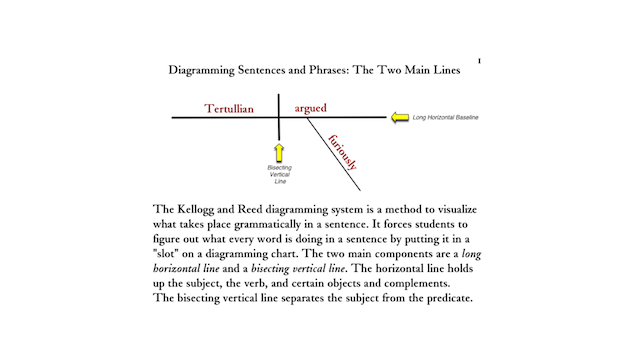 1
Diagramming Sentences and Phrases: The Two Main Lines
Tertullian argued
Long Horizontal Baseline
furiously
Bisecting
Vertical
Line
The Kellogg and Reed diagramming system is a method to visualize
what takes place grammatically in a sentence. It forces students to
figure out what every word is doing in a sentence by putting it in a
"slot" on a diagramming chart. The two main components are a long
horizontal line and a bisecting vertical line. The horizontal line holds
up the subject, the verb, and certain objects and complements.
The bisecting vertical line separates the subject from the predicate.